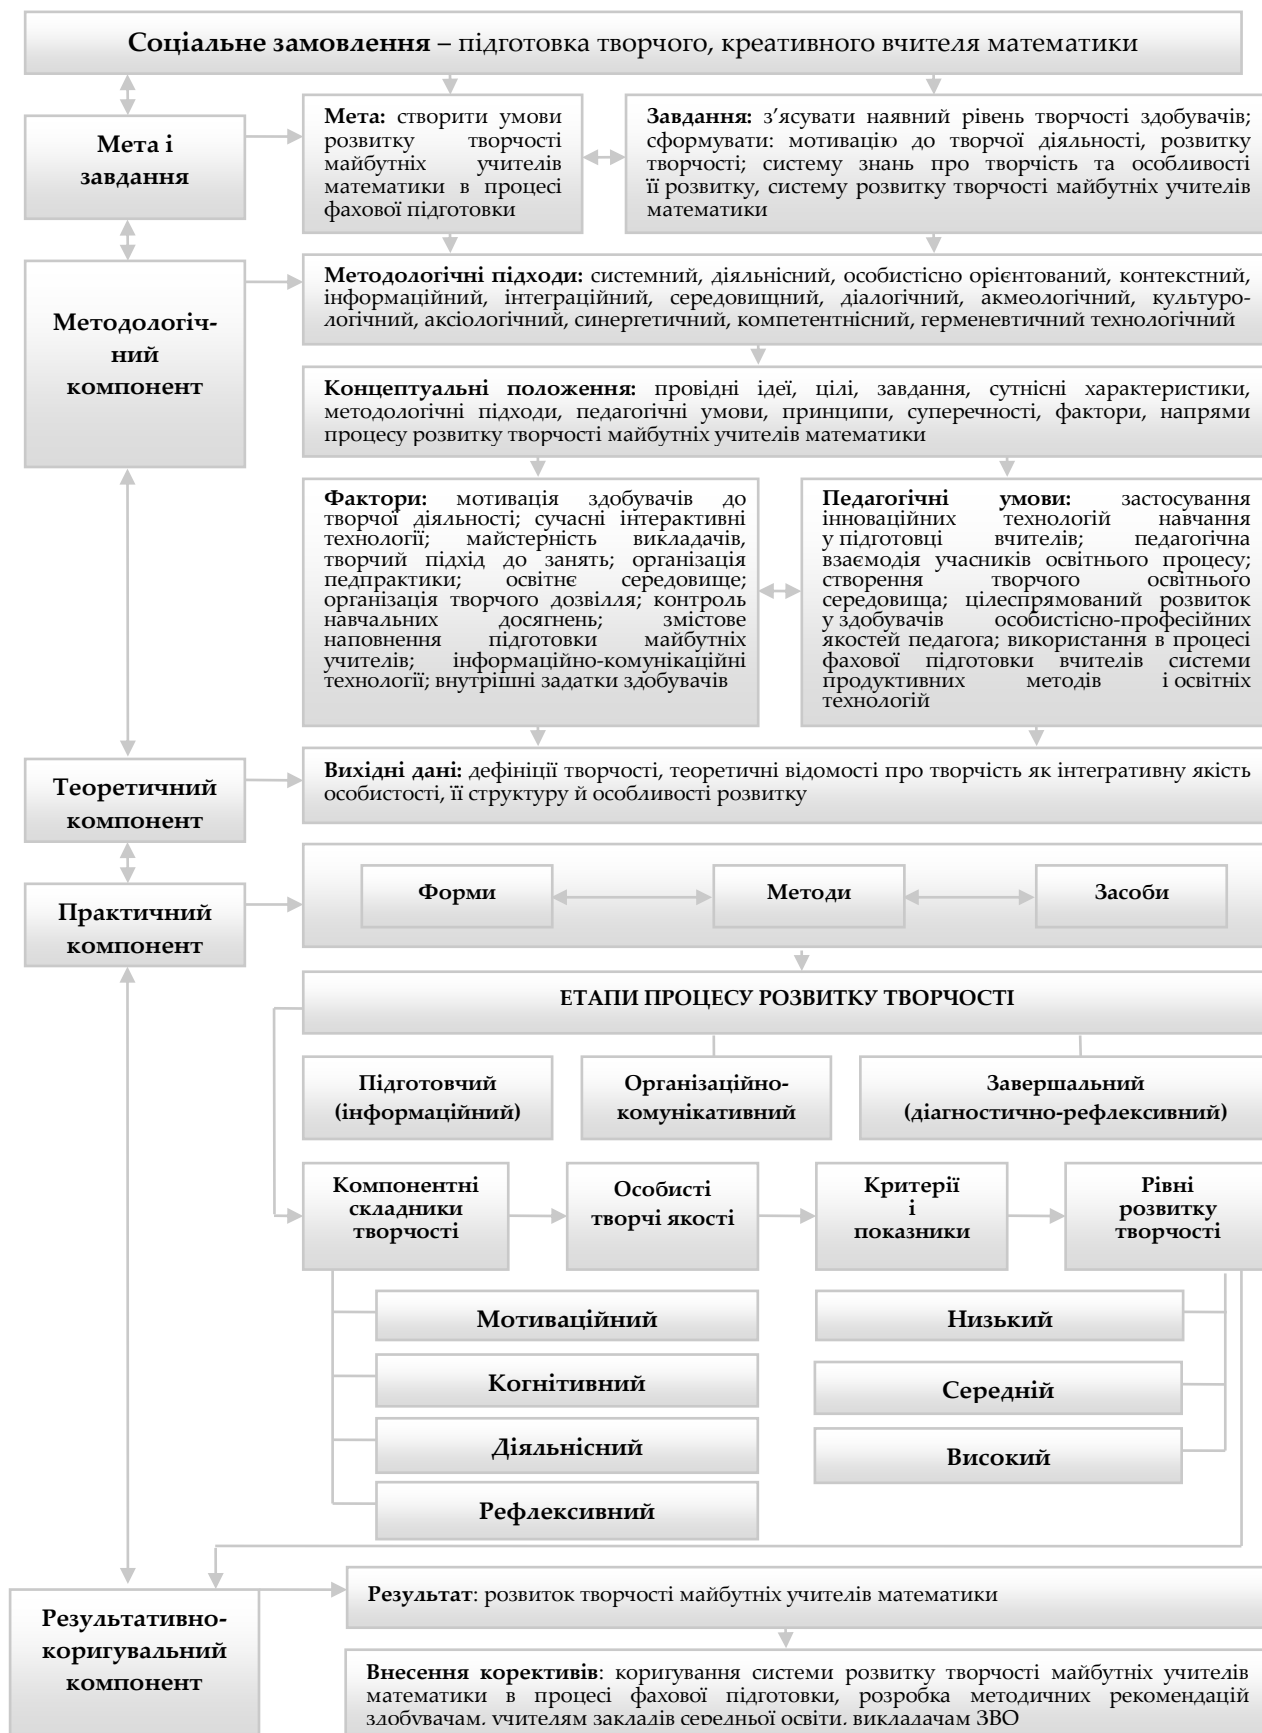 Соціальне замовлення – підготовка творчого, креативного вчителя математики
Мета і
завдання
Мета: створити умови
розвитку творчості
майбутніх учителів
математики в процесі
фахової підготовки
Завдання: з’ясувати наявний рівень творчості здобувачів;
сформувати: мотивацію до творчої діяльності, розвитку
творчості; систему знань про творчість та особливості
її розвитку, систему розвитку творчості майбутніх учителів
математики
Методологіч-
ний
компонент
Методологічні підходи: системний, діяльнісний, особистісно орієнтований, контекстний,
інформаційний, інтеграційний, середовищний, діалогічний, акмеологічний, культуро-
логічний, аксіологічний, синергетичний, компетентнісний, герменевтичний технологічний
Концептуальні положення: провідні ідеї, цілі, завдання, сутнісні характеристики,
методологічні підходи, педагогічні умови, принципи, суперечності, фактори, напрями
процесу розвитку творчості майбутніх учителів математики
Фактори: мотивація здобувачів до
творчої діяльності; сучасні інтерактивні
технології; майстерність викладачів,
творчий підхід до занять; організація
педпрактики; освітнє середовище;
організація творчого дозвілля; контроль
навчальних досягнень; змістове
наповнення підготовки майбутніх
учителів; інформаційно-комунікаційні
технології; внутрішні задатки здобувачів
Педагогічні умови: застосування
інноваційних технологій навчання
у підготовці вчителів; педагогічна
взаємодія учасників освітнього процесу;
створення творчого освітнього
середовища; цілеспрямований розвиток
у здобувачів особистісно-професійних
якостей педагога; використання в процесі
фахової підготовки вчителів системи
продуктивних методів і освітніх
технологій
Теоретичний
компонент
Вихідні дані: дефініції творчості, теоретичні відомості про творчість як інтегративну якість
особистості, її структуру й особливості розвитку
Практичний
компонент
Форми
Методи
Засоби
ЕТАПИ ПРОЦЕСУ РОЗВИТКУ ТВОРЧОСТІ
Підготовчий
(інформаційний)
Організаційно-
комунікативний
Завершальний
(діагностично-рефлексивний)
Компонентні
складники
творчості
Особисті
творчі якості
Критерії
і
показники
Рівні
розвитку
творчості
Мотиваційний
Когнітивний
Діяльнісний
Рефлексивний
Низький
Середній
Високий
Результативно-
коригувальний
компонент
Результат: розвиток творчості майбутніх учителів математики
Внесення корективів: коригування системи розвитку творчості майбутніх учителів
математики в процесі фахової підготовки, розробка методичних рекомендацій
здобувачам, учителям закладів середньої освіти, викладачам ЗВО